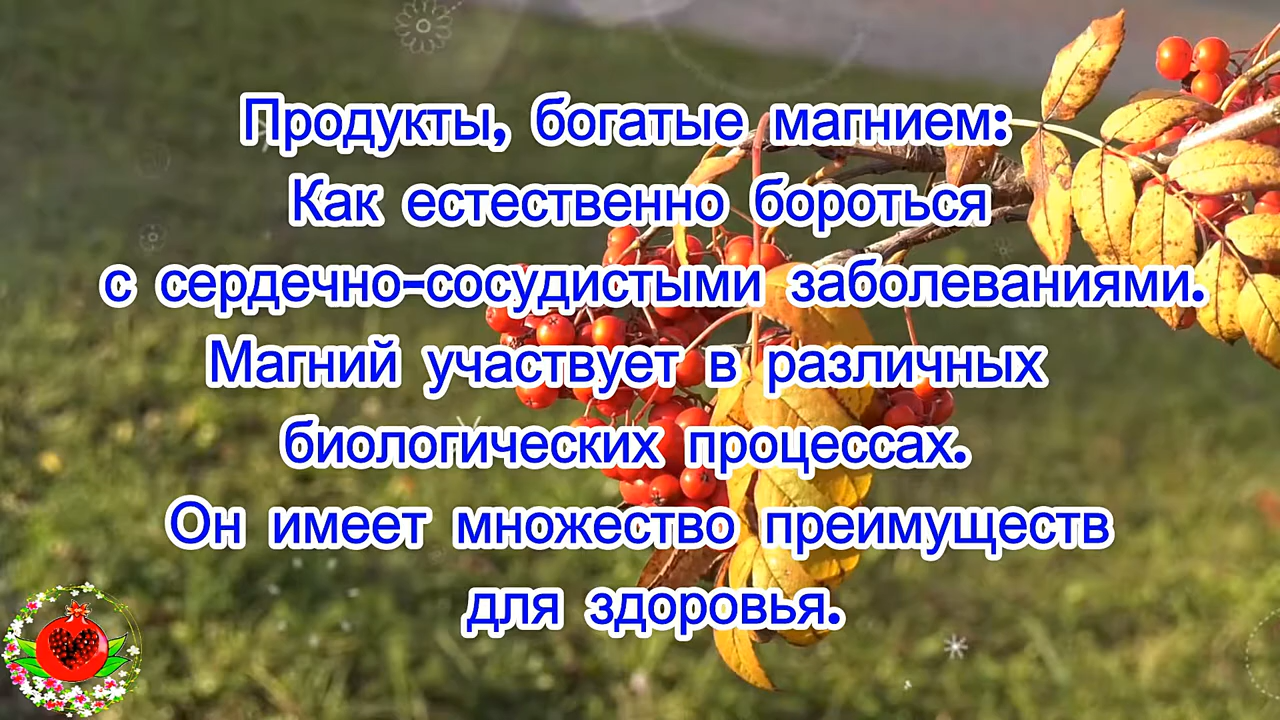 Продукты, богатые магнием:
Как естественно бороться
с сердечно-сосудистыми заболеваниями.
Магний участвует в различных
биологических процессах.
Он имеет множество преимуществ
для здоровья.